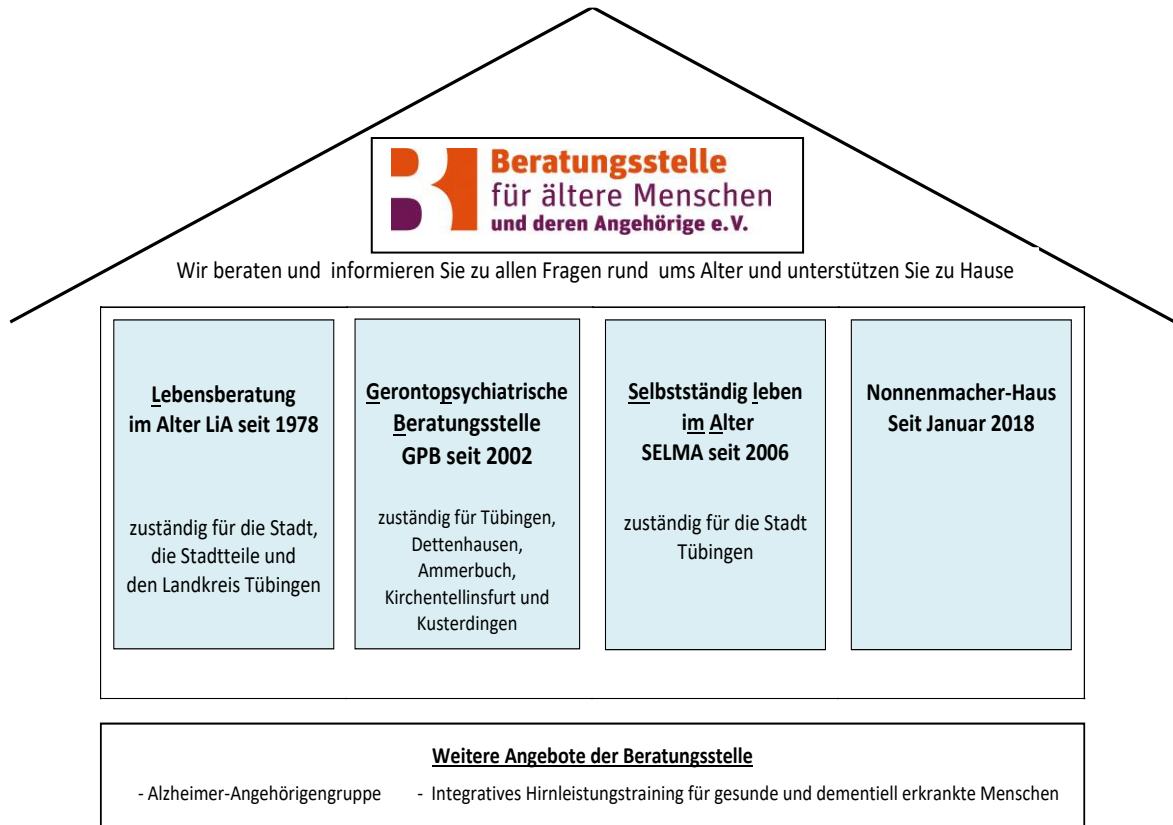 Beratungsstelle
für ältere Menschen
und deren Angehörige e.V.
Wir beraten und informieren Sie zu allen Fragen rund ums Alter und unterstützen Sie zu Hause
Lebensberatung
im Alter LiA seit 1978
zuständig für die Stadt,
die Stadtteile und
den Landkreis Tübingen
Gerontopsychiatrische
Beratungsstelle
GPB seit 2002
zuständig für Tübingen,
Dettenhausen,
Ammerbuch,
Kirchentellinsfurt und
Kusterdingen
Selbstständig leben
im Alter
SELMA seit 2006
zuständig für die Stadt
Tübingen
Nonnenmacher-Haus
Seit Januar 2018
Weitere Angebote der Beratungsstelle
- Alzheimer-Angehörigengruppe - Integratives Hirnleistungstraining für gesunde und dementiell erkrankte Menschen